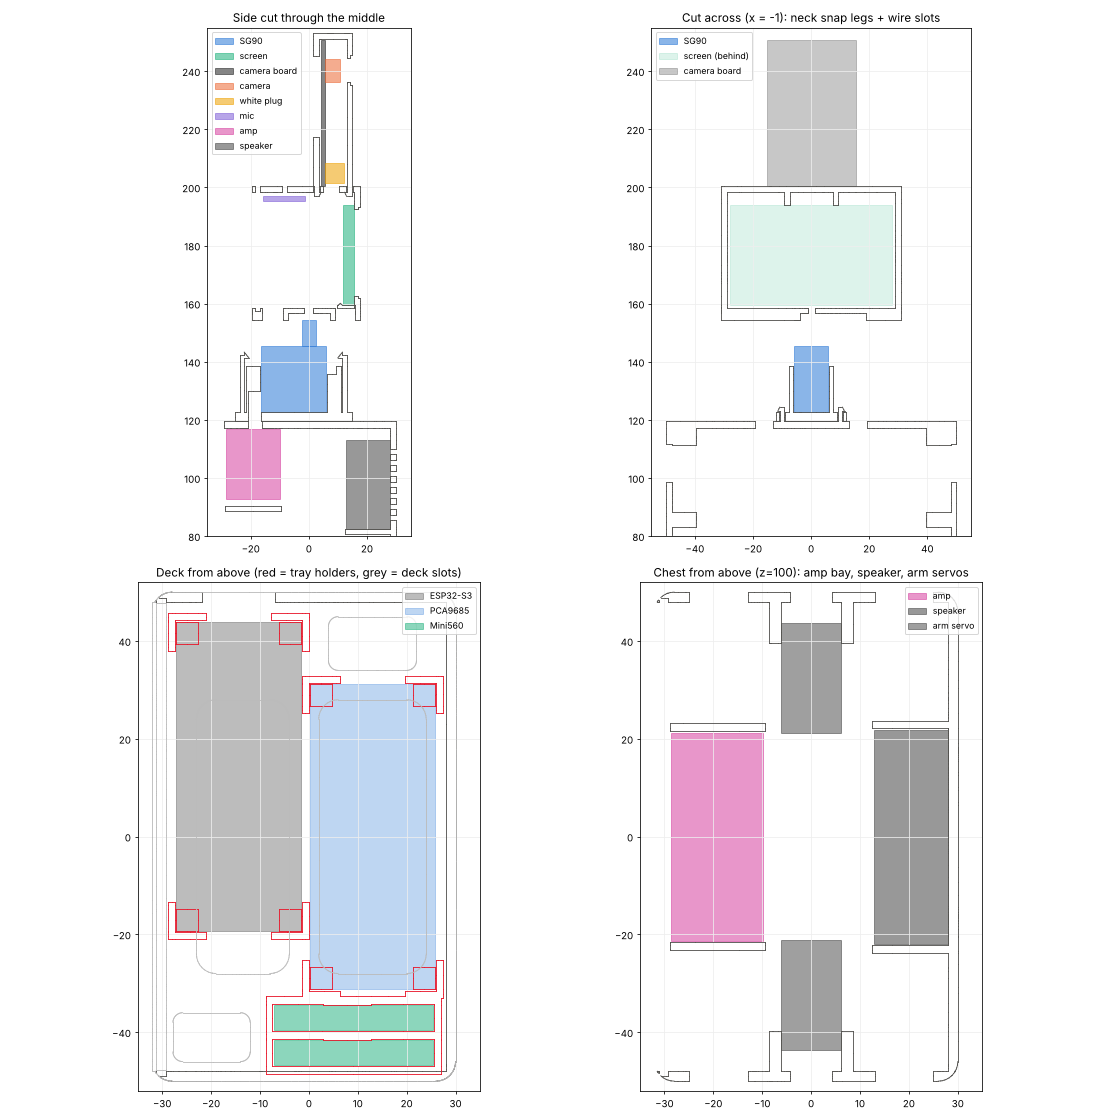 Side cut through the middle
SG90
screen
camera board
camera
white plug
mic
amp
speaker
240
220
200
180
160
140
120
100
80
−20
0
20
Cut across (x = -1): neck snap legs + wire slots
SG90
screen (behind)
camera board
240
220
200
180
160
140
120
100
80
−40
−20
0
20
40
Deck from above (red = tray holders, grey = deck slots)
ESP32-S3
PCA9685
Mini560
40
20
0
−20
−40
−30
−20
−10
0
10
20
30
Chest from above (z=100): amp bay, speaker, arm servos
amp
speaker
arm servo
40
20
0
−20
−40
−30
−20
−10
0
10
20
30